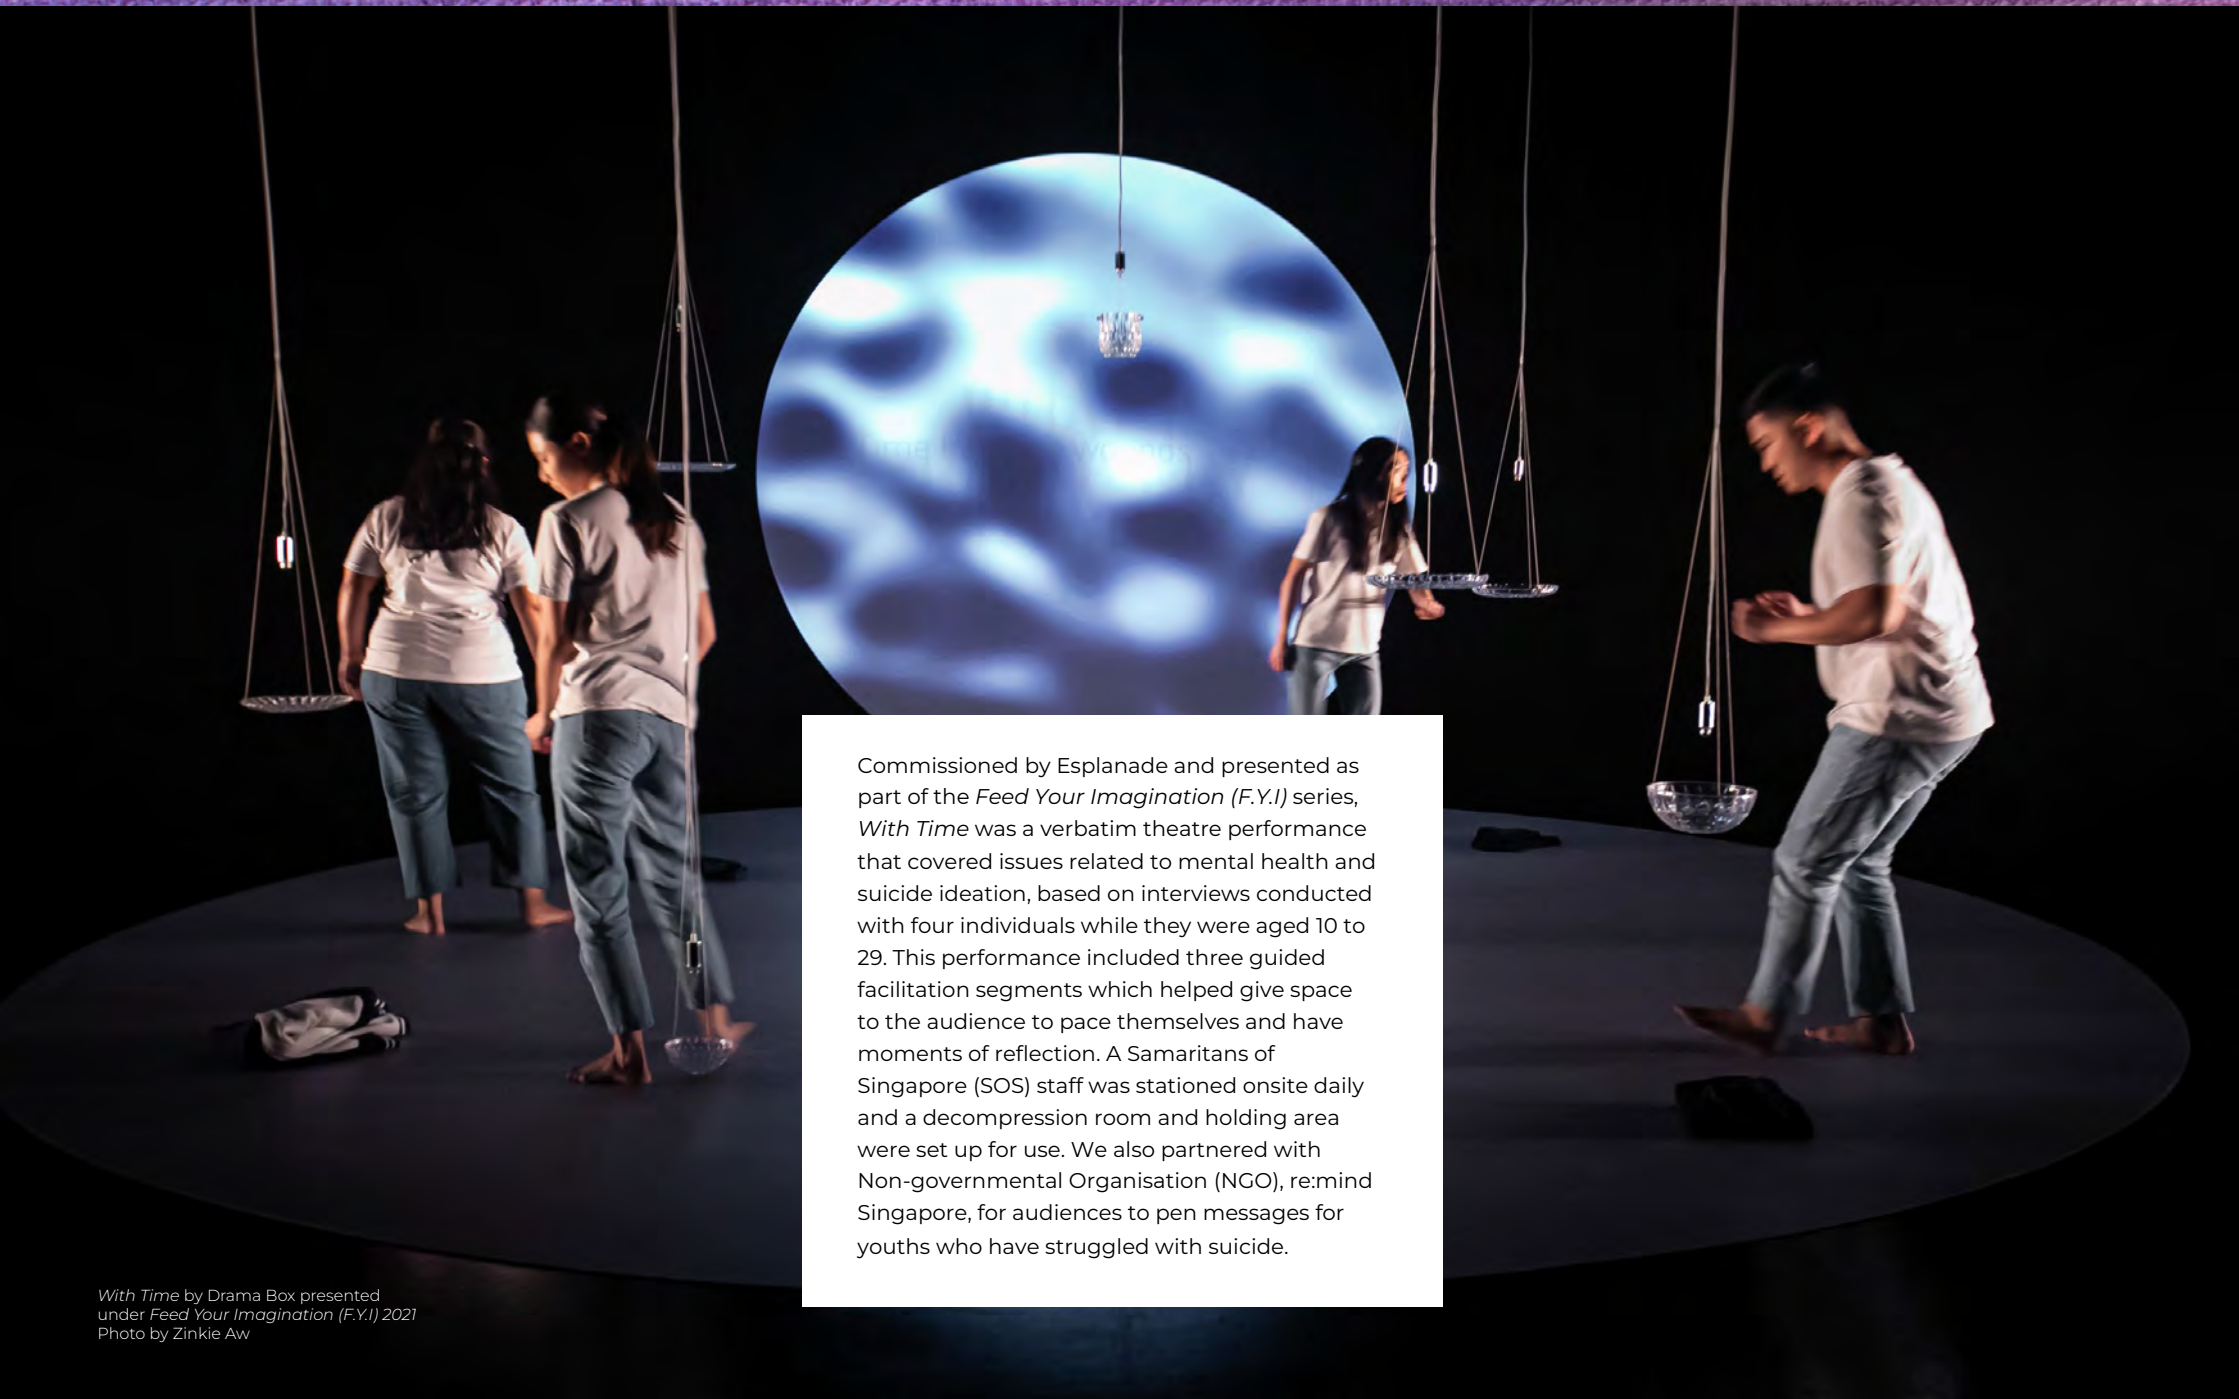 Commissioned by Esplanade and presented as
part of the Feed Your Imagination (F.Y.I) series,
With Time was a verbatim theatre performance
that covered issues related to mental health and
suicide ideation, based on interviews conducted
with four individuals while they were aged 10 to
29. This performance included three guided
facilitation segments which helped give space
to the audience to pace themselves and have
moments of reflection. A Samaritans of
Singapore (SOS) staff was stationed onsite daily
and a decompression room and holding area
were set up for use. We also partnered with
Non-governmental Organisation (NGO), re:mind
Singapore, for audiences to pen messages for
youths who have struggled with suicide.
With Time by Drama Box presented
under Feed Your Imagination (F.Y.I) 2021
Photo by Zinkie Aw